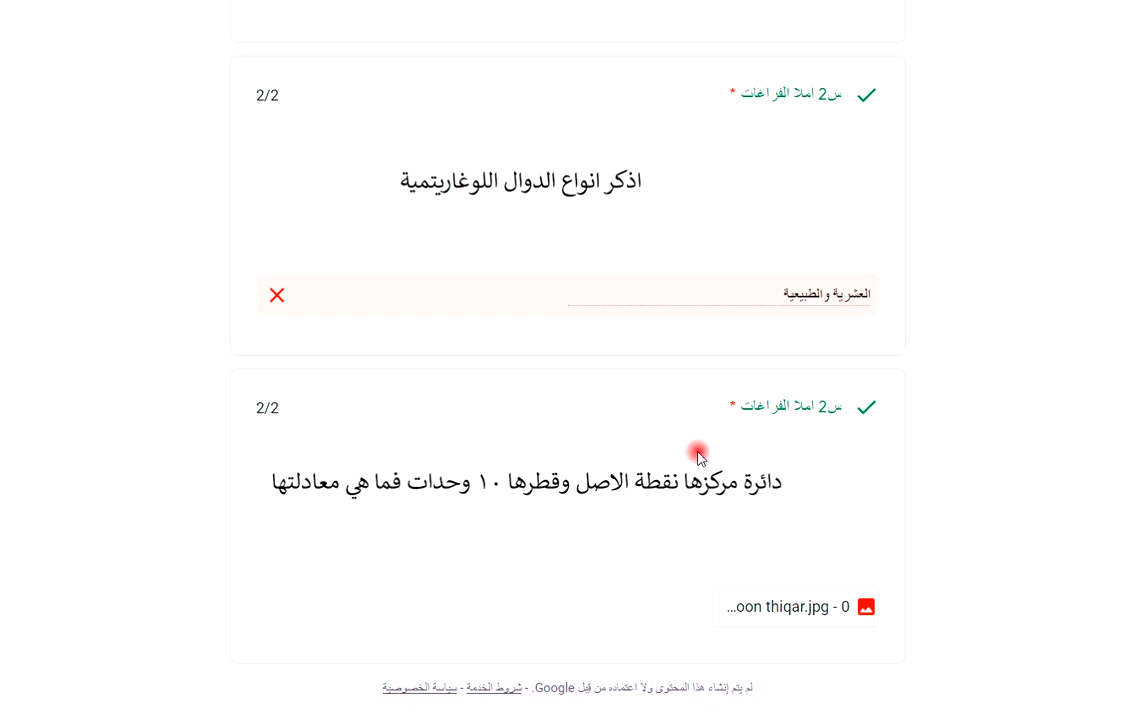 س2 املا الفراغات *
2/2
اذكر انواع الدوال اللوغاريتمية
العشرية والطبيعية
س2 املا الفراغات *
2/2
دائرة مركزها نقطة الاصل وقطرها ١٠ وحدات فما هي معادلتها
...oon thiqar.jpg - 0
لم يتم إنشاء هذا المحتوى ولا اعتماده من قِبل Google. - شروط الخدمة - سياسة الخصوصية